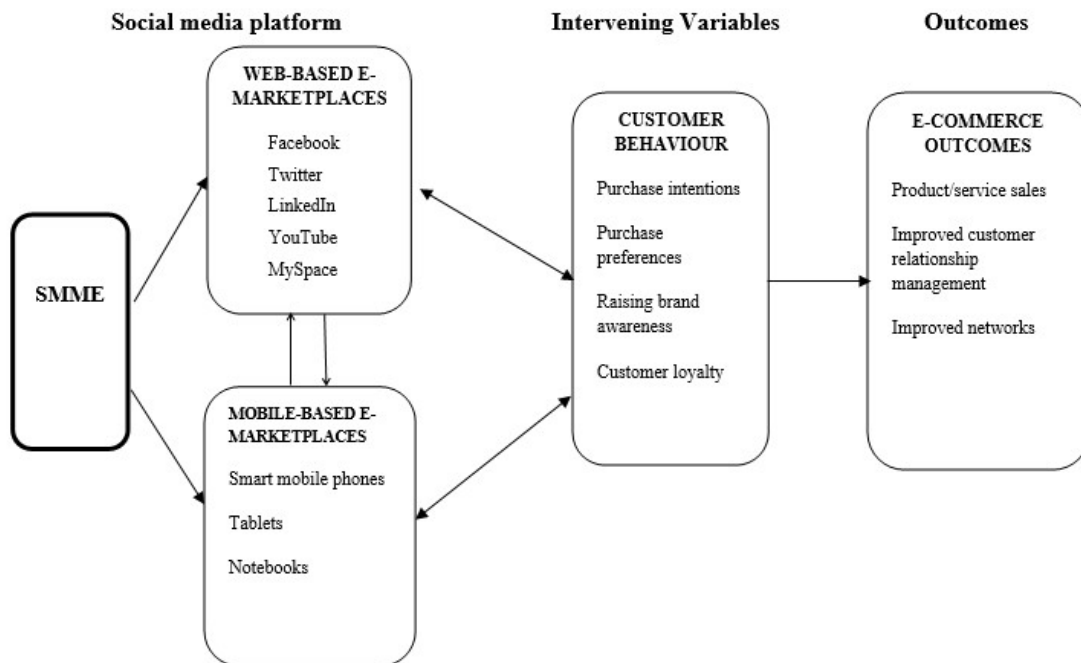 Social media platform
Intervening Variables
Outcomes
SMME
WEB-BASED E-
MARKETPLACES
Facebook
Twitter
LinkedIn
YouTube
MySpace
MOBILE-BASED E-
MARKETPLACES
Smart mobile phones
Tablets
Notebooks
CUSTOMER
BEHAVIOUR
Purchase intentions
Purchase
preferences
Raising brand
awareness
Customer loyalty
E-COMMERCE
OUTCOMES
Product/service sales
Improved customer
relationship
management
Improved networks